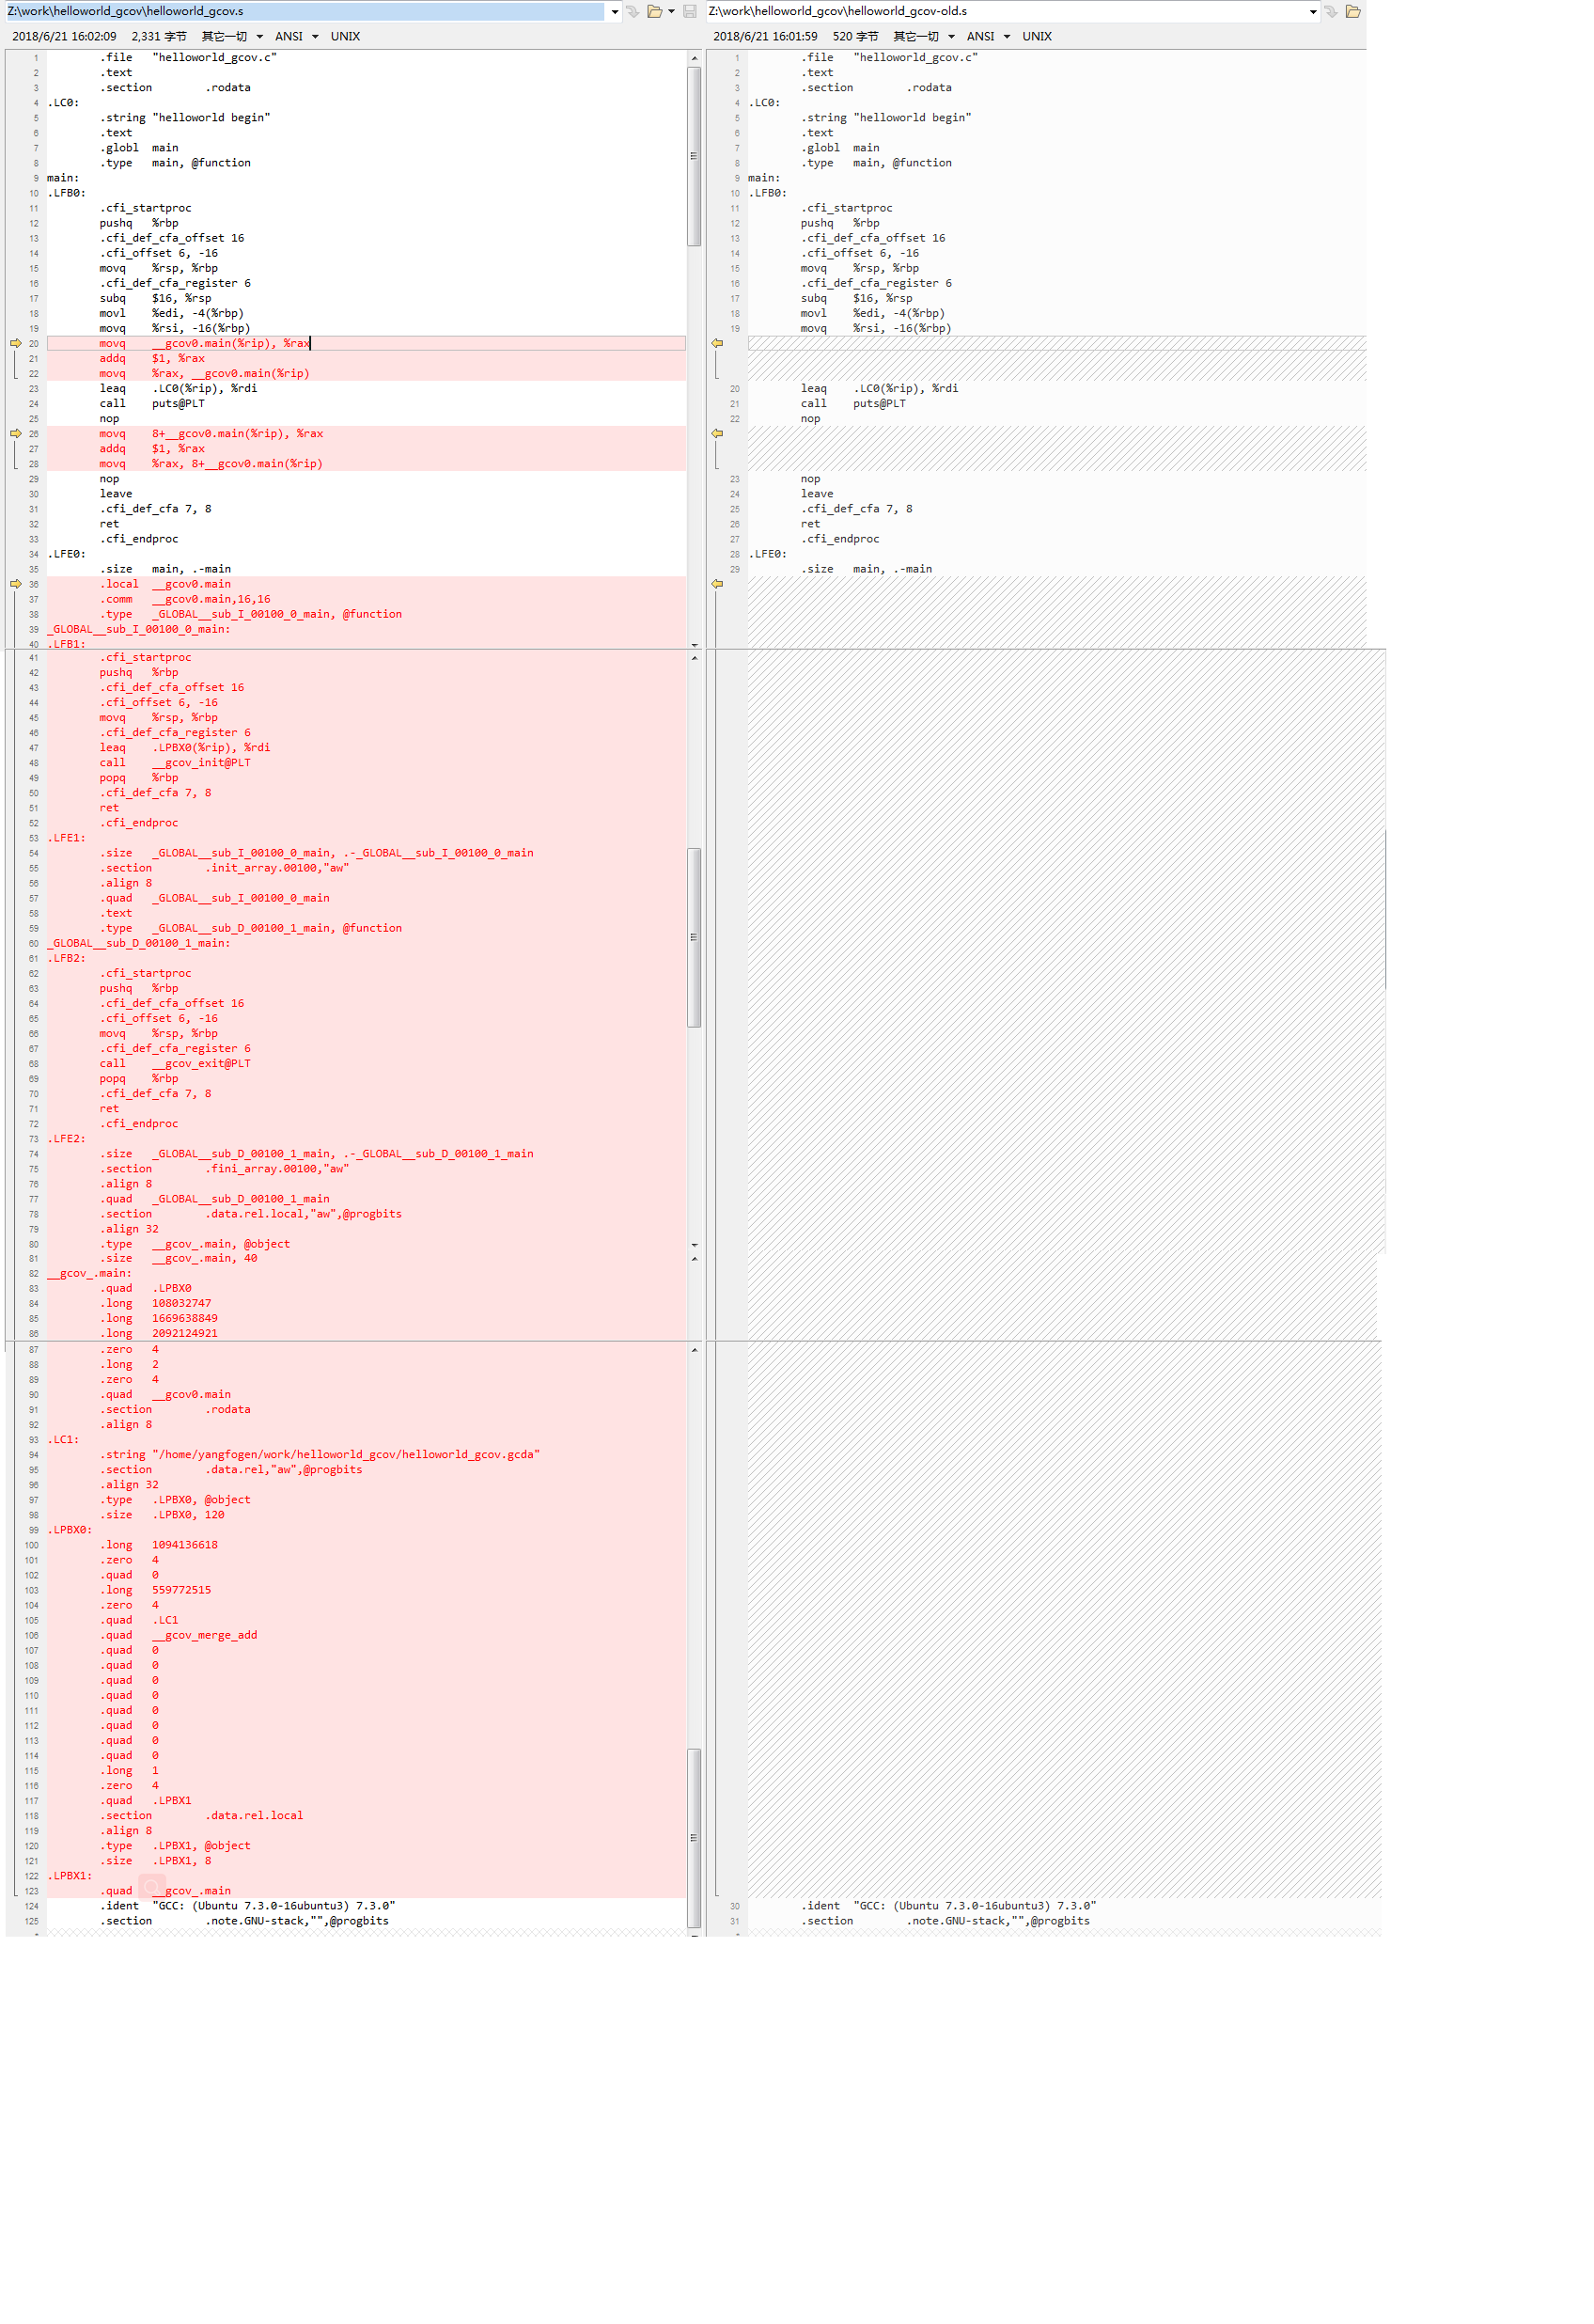 Z:\work\helloworld_gcov\helloworld_gcov.s
2018/6/21 16:02:09 2,331 字节 其它一切 ANSI UNIX
1 .file "helloworld_gcov.c"
2 .text
3 .section .rodata
4 .LC0:
5 .string "helloworld begin"
6 .text
7 .globl main
8 .type main, @function
9 main:
10 .LFB0:
11 .cfi_startproc
12 pushq %rbp
13 .cfi_def_cfa_offset 16
14 .cfi_offset 6, -16
15 movq %rsp, %rbp
16 .cfi_def_cfa_register 6
17 subq $16, %rsp
18 movl %edi, -4(%rbp)
19 movq %rsi, -16(%rbp)
20 movq __gcov0.main(%rip), %rax
21 addq $1, %rax
22 movq %rax, __gcov0.main(%rip)
23 leaq .LC0(%rip), %rdi
24 call puts@PLT
25 nop
26 movq 8+__gcov0.main(%rip), %rax
27 addq $1, %rax
28 movq %rax, 8+__gcov0.main(%rip)
29 nop
30 leave
31 .cfi_def_cfa 7, 8
32 ret
33 .cfi_endproc
34 .LFE0:
35 .size main, .-main
36 .local __gcov0.main
37 .comm __gcov0.main,16,16
38 .type _GLOBAL__sub_I_00100_0_main, @function
39 _GLOBAL__sub_I_00100_0_main:
40 .LFB1:
41 .cfi_startproc
42 pushq %rbp
43 .cfi_def_cfa_offset 16
44 .cfi_offset 6, -16
45 movq %rsp, %rbp
46 .cfi_def_cfa_register 6
47 leaq .LPBX0(%rip), %rdi
48 call __gcov_init@PLT
49 popq %rbp
50 .cfi_def_cfa 7, 8
51 ret
52 .cfi_endproc
53 .LFE1:
54 .size _GLOBAL__sub_I_00100_0_main, .-_GLOBAL__sub_I_00100_0_main
55 .section .init_array.00100,"aw"
56 .align 8
57 .quad _GLOBAL__sub_I_00100_0_main
58 .text
59 .type _GLOBAL__sub_D_00100_1_main, @function
60 _GLOBAL__sub_D_00100_1_main:
61 .LFB2:
62 .cfi_startproc
63 pushq %rbp
64 .cfi_def_cfa_offset 16
65 .cfi_offset 6, -16
66 movq %rsp, %rbp
67 .cfi_def_cfa_register 6
68 call __gcov_exit@PLT
69 popq %rbp
70 .cfi_def_cfa 7, 8
71 ret
72 .cfi_endproc
73 .LFE2:
74 .size _GLOBAL__sub_D_00100_1_main, .-_GLOBAL__sub_D_00100_1_main
75 .section .fini_array.00100,"aw"
76 .align 8
77 .quad _GLOBAL__sub_D_00100_1_main
78 .section .data.rel.local,"aw",@progbits
79 .align 32
80 .type __gcov_.main, @object
81 .size __gcov_.main, 40
82 __gcov_.main:
83 .quad .LPBX0
84 .long 108032747
85 .long 1669638849
86 .long 2092124921
87 .zero 4
88 .long 2
89 .zero 4
90 .quad __gcov0.main
91 .section .rodata
92 .align 8
93 .LC1:
94 .string "/home/yangfogen/work/helloworld_gcov/helloworld_gcov.gcda"
95 .section .data.rel,"aw",@progbits
96 .align 32
97 .type .LPBX0, @object
98 .size .LPBX0, 120
99 .LPBX0:
100 .long 1094136618
101 .zero 4
102 .quad 0
103 .long 559772515
104 .zero 4
105 .quad .LC1
106 .quad __gcov_merge_add
107 .quad 0
108 .quad 0
109 .quad 0
110 .quad 0
111 .quad 0
112 .quad 0
113 .quad 0
114 .quad 0
115 .long 1
116 .zero 4
117 .quad .LPBX1
118 .section .data.rel.local
119 .align 8
120 .type .LPBX1, @object
121 .size .LPBX1, 8
122 .LPBX1:
123 .quad __gcov_.main
124 .ident "GCC: (Ubuntu 7.3.0-16ubuntu3) 7.3.0"
125 .section .note.GNU-stack,"",@progbits
Z:\work\helloworld_gcov\helloworld_gcov-old.s
2018/6/21 16:01:59 520 字节 其它一切 ANSI UNIX
1 .file "helloworld_gcov.c"
2 .text
3 .section .rodata
4 .LC0:
5 .string "helloworld begin"
6 .text
7 .globl main
8 .type main, @function
9 main:
10 .LFB0:
11 .cfi_startproc
12 pushq %rbp
13 .cfi_def_cfa_offset 16
14 .cfi_offset 6, -16
15 movq %rsp, %rbp
16 .cfi_def_cfa_register 6
17 subq $16, %rsp
18 movl %edi, -4(%rbp)
19 movq %rsi, -16(%rbp)
20 leaq .LC0(%rip), %rdi
21 call puts@PLT
22 nop
23 nop
24 leave
25 .cfi_def_cfa 7, 8
26 ret
27 .cfi_endproc
28 .LFE0:
29 .size main, .-main
30 .ident "GCC: (Ubuntu 7.3.0-16ubuntu3) 7.3.0"
31 .section .note.GNU-stack,"",@progbits